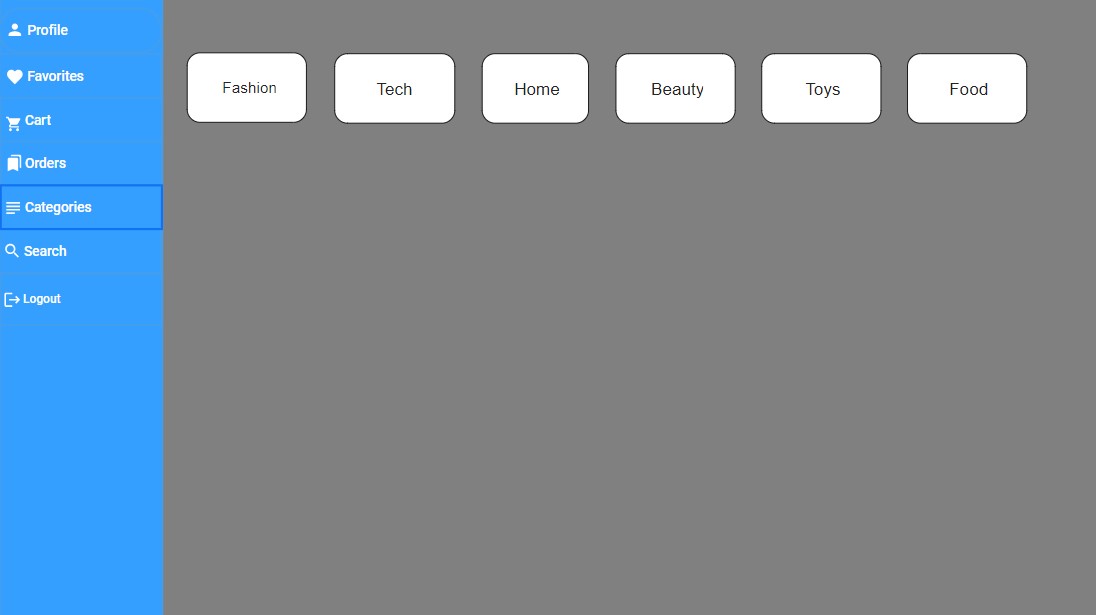 Profile
Favorites
Cart
Orders
Categories
Search
Logout
Fashion
Tech
Home
Beauty
Toys
Food